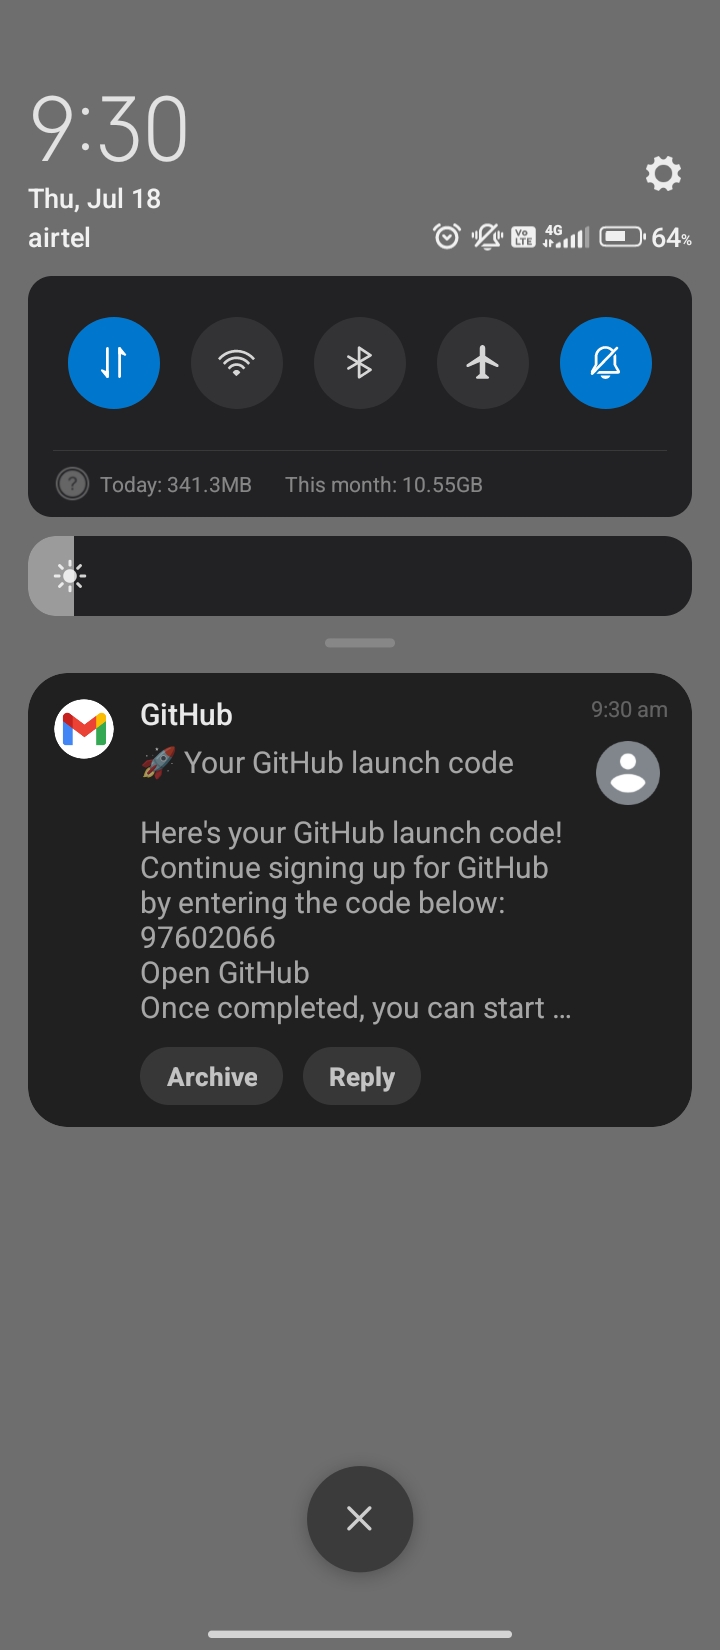 9:30
Thu, Jul 18
airtel
Vo LTE 4G 64%
Today: 341.3MB This month: 10.55GB
GitHub 9:30 am
🚀 Your GitHub launch code
Here's your GitHub launch code!
Continue signing up for GitHub
by entering the code below:
97602066
Open GitHub
Once completed, you can start …
Archive Reply